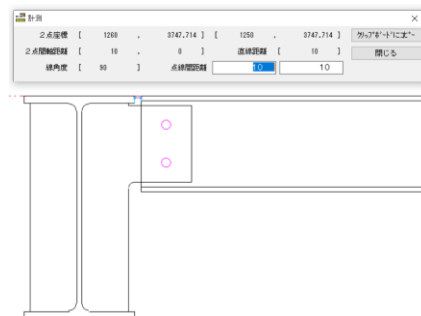 計測
2点座標 [ 1260 , 3747.714 ] [ 1250 , 3747.714 ] クリップボードにコピー
2点間軸距離 [ 10 , 0 ] 直線距離 [ 10 ] 閉じる
線角度 [ 90 ] 点線間距離 10 10